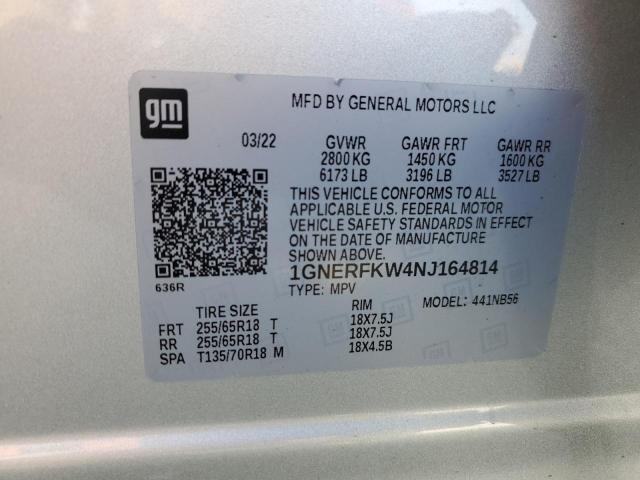 gm
MFD BY GENERAL MOTORS LLC
03/22 GVWR GAWR FRT GAWR RR
2800 KG 1450 KG 1600 KG
6173 LB 3196 LB 3527 LB
THIS VEHICLE CONFORMS TO ALL
APPLICABLE U.S. FEDERAL MOTOR
VEHICLE SAFETY STANDARDS IN EFFECT
ON THE DATE OF MANUFACTURE
SHOWN ABOVE.
1GNERFKW4NJ164814
636R TYPE: MPV MODEL: 441NB56
TIRE SIZE RIM
FRT 255/65R18 T 18X7.5J
RR 255/65R18 T 18X7.5J
SPA T135/70R18 M 18X4.5B